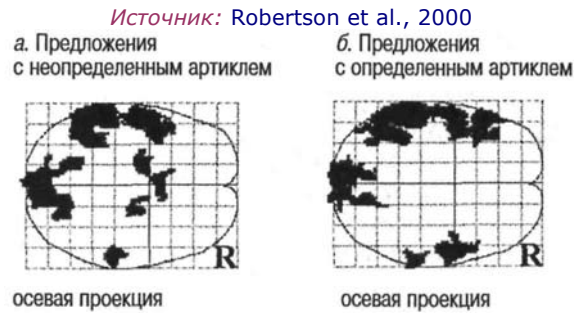 Источник: Robertson et al., 2000
а. Предложения
с неопределенным артиклем
б. Предложения
с определенным артиклем
R
R
осевая проекция
осевая проекция